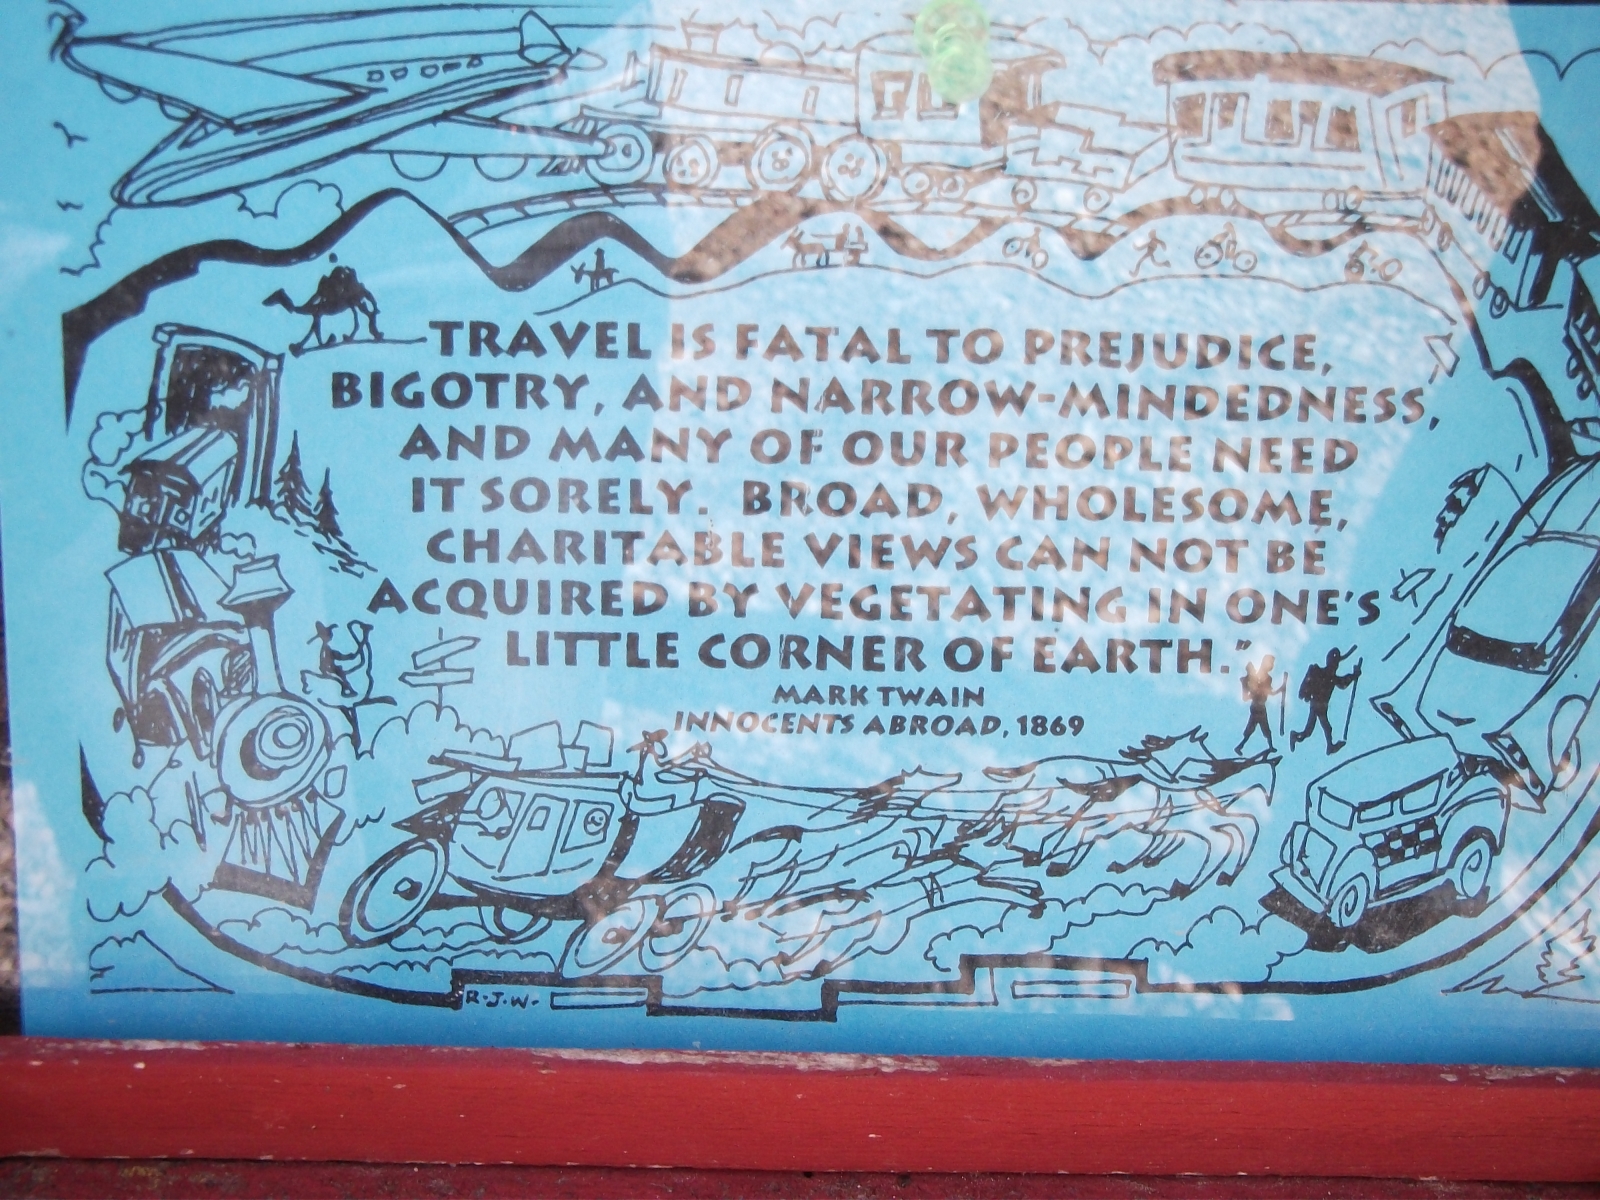 TRAVEL IS FATAL TO PREJUDICE,
BIGOTRY, AND NARROW-MINDEDNESS,
AND MANY OF OUR PEOPLE NEED
IT SORELY. BROAD, WHOLESOME,
CHARITABLE VIEWS CAN NOT BE
ACQUIRED BY VEGETATING IN ONE'S
LITTLE CORNER OF EARTH."
MARK TWAIN
INNOCENTS ABROAD, 1869
R.J.W.